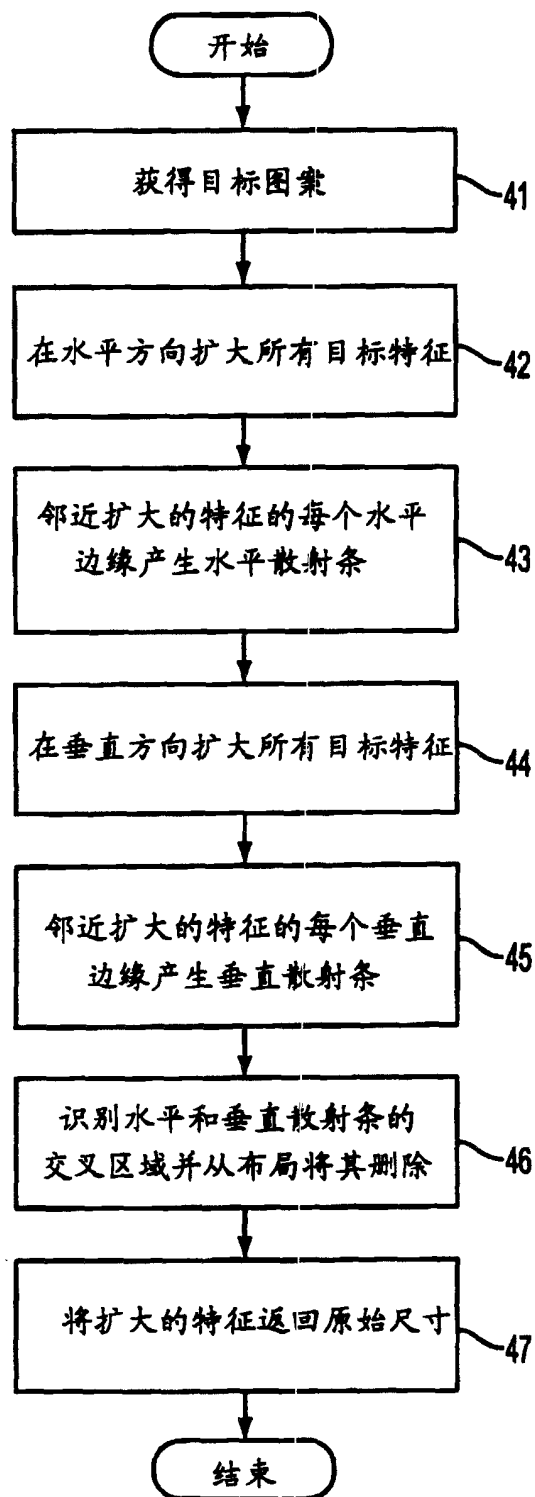 开始
获得目标图案
41
在水平方向扩大所有目标特征
42
邻近扩大的特征的每个水平
边缘产生水平散射条
43
在垂直方向扩大所有目标特征
44
邻近扩大的特征的每个垂直
边缘产生垂直散射条
45
识别水平和垂直散射条的
交叉区域并从布局将其删除
46
将扩大的特征返回原始尺寸
47
结束